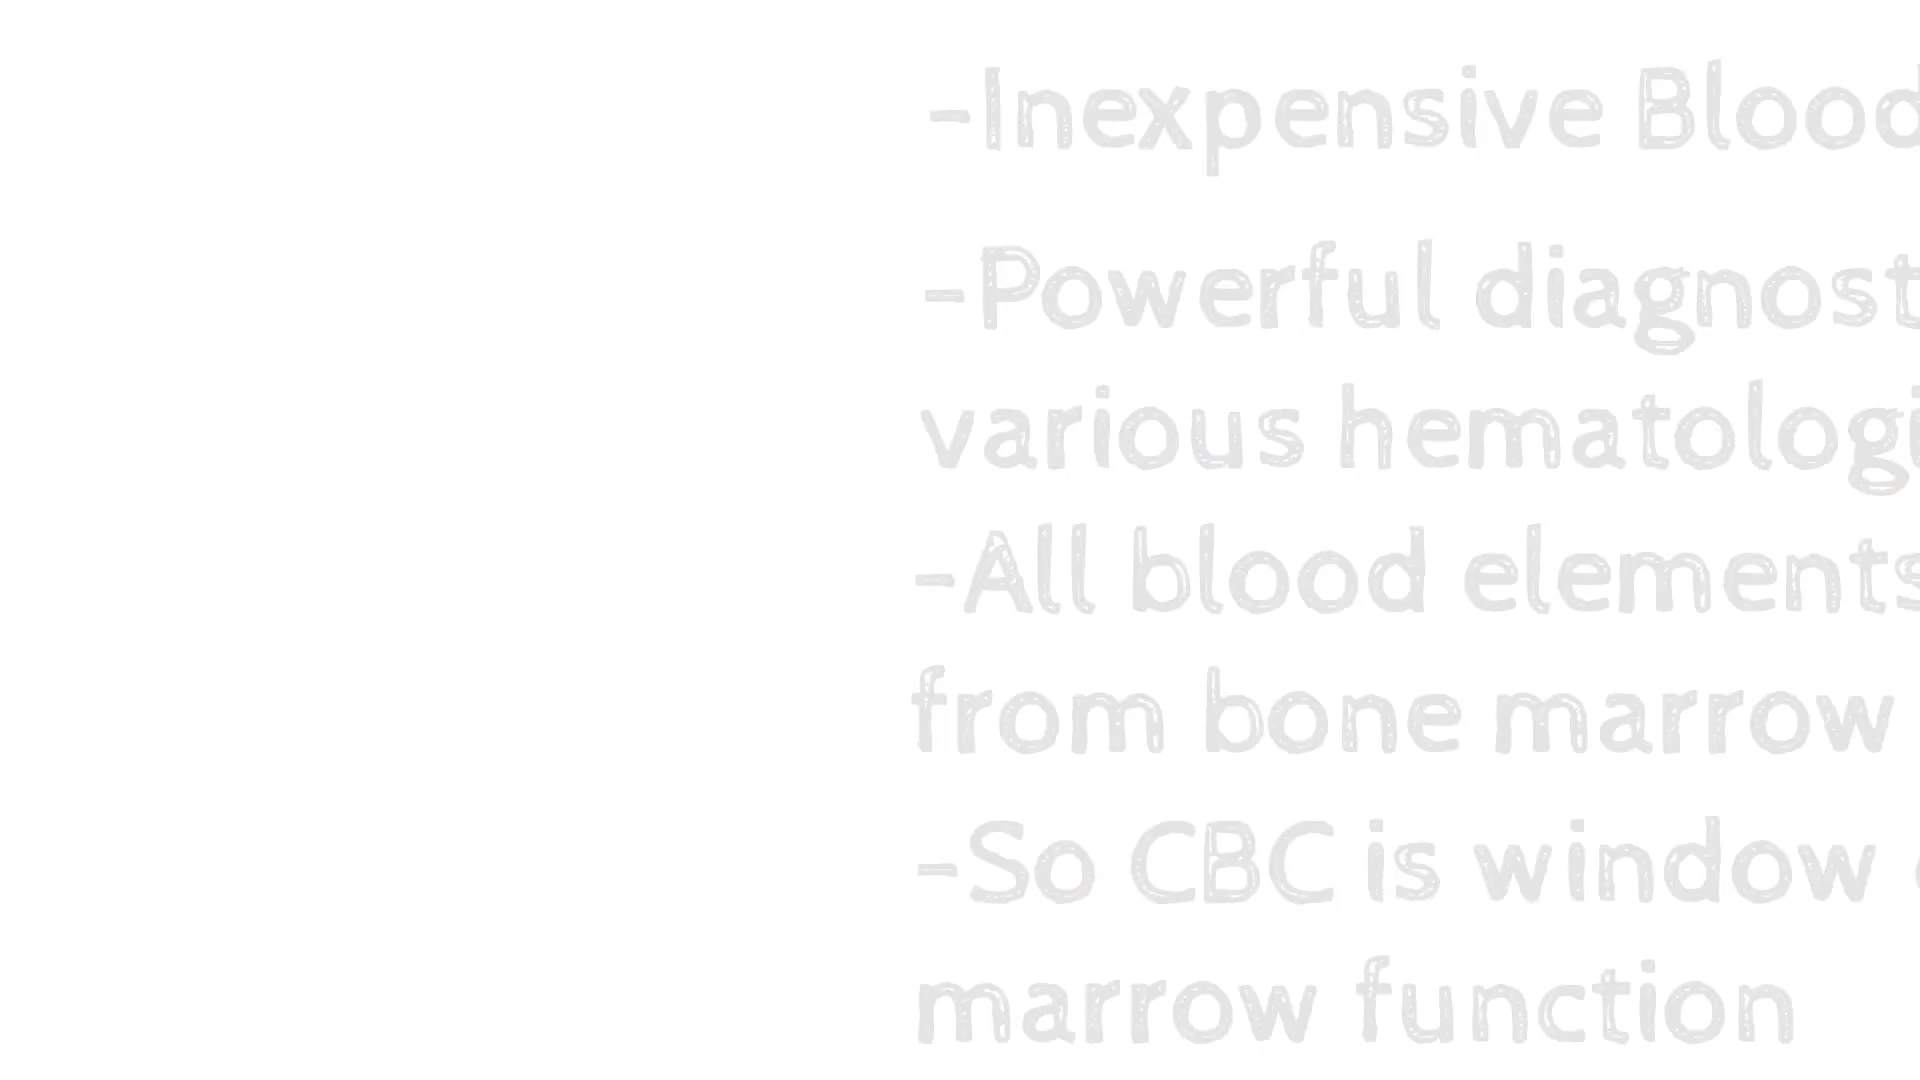 -Inexpensive Blood
-Powerful diagnost
various hematologi
-All blood elements
from bone marrow
-So CBC is window
marrow function